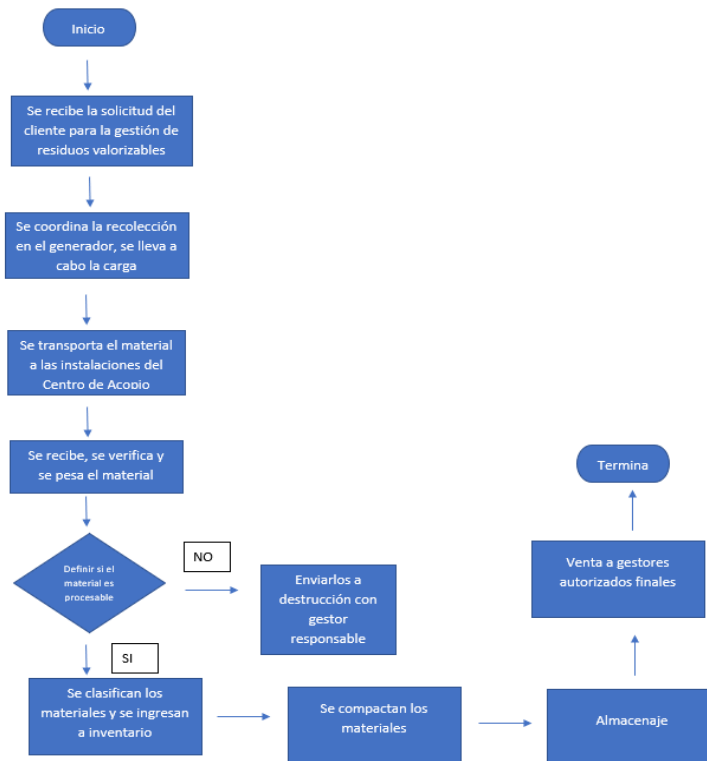 Inicio
Se recibe la solicitud del
cliente para la gestión de
residuos valorizables
Se coordina la recolección
en el generador, se lleva a
cabo la carga
Se transporta el material
a las instalaciones del
Centro de Acopio
Se recibe, se verifica y
se pesa el material
Definir si el
material es
procesable
NO
Enviarlos a
destrucción con
gestor
responsable
SI
Se clasifican los
materiales y se ingresan
a inventario
Se compactan los
materiales
Almacenaje
Venta a gestores
autorizados finales
Termina